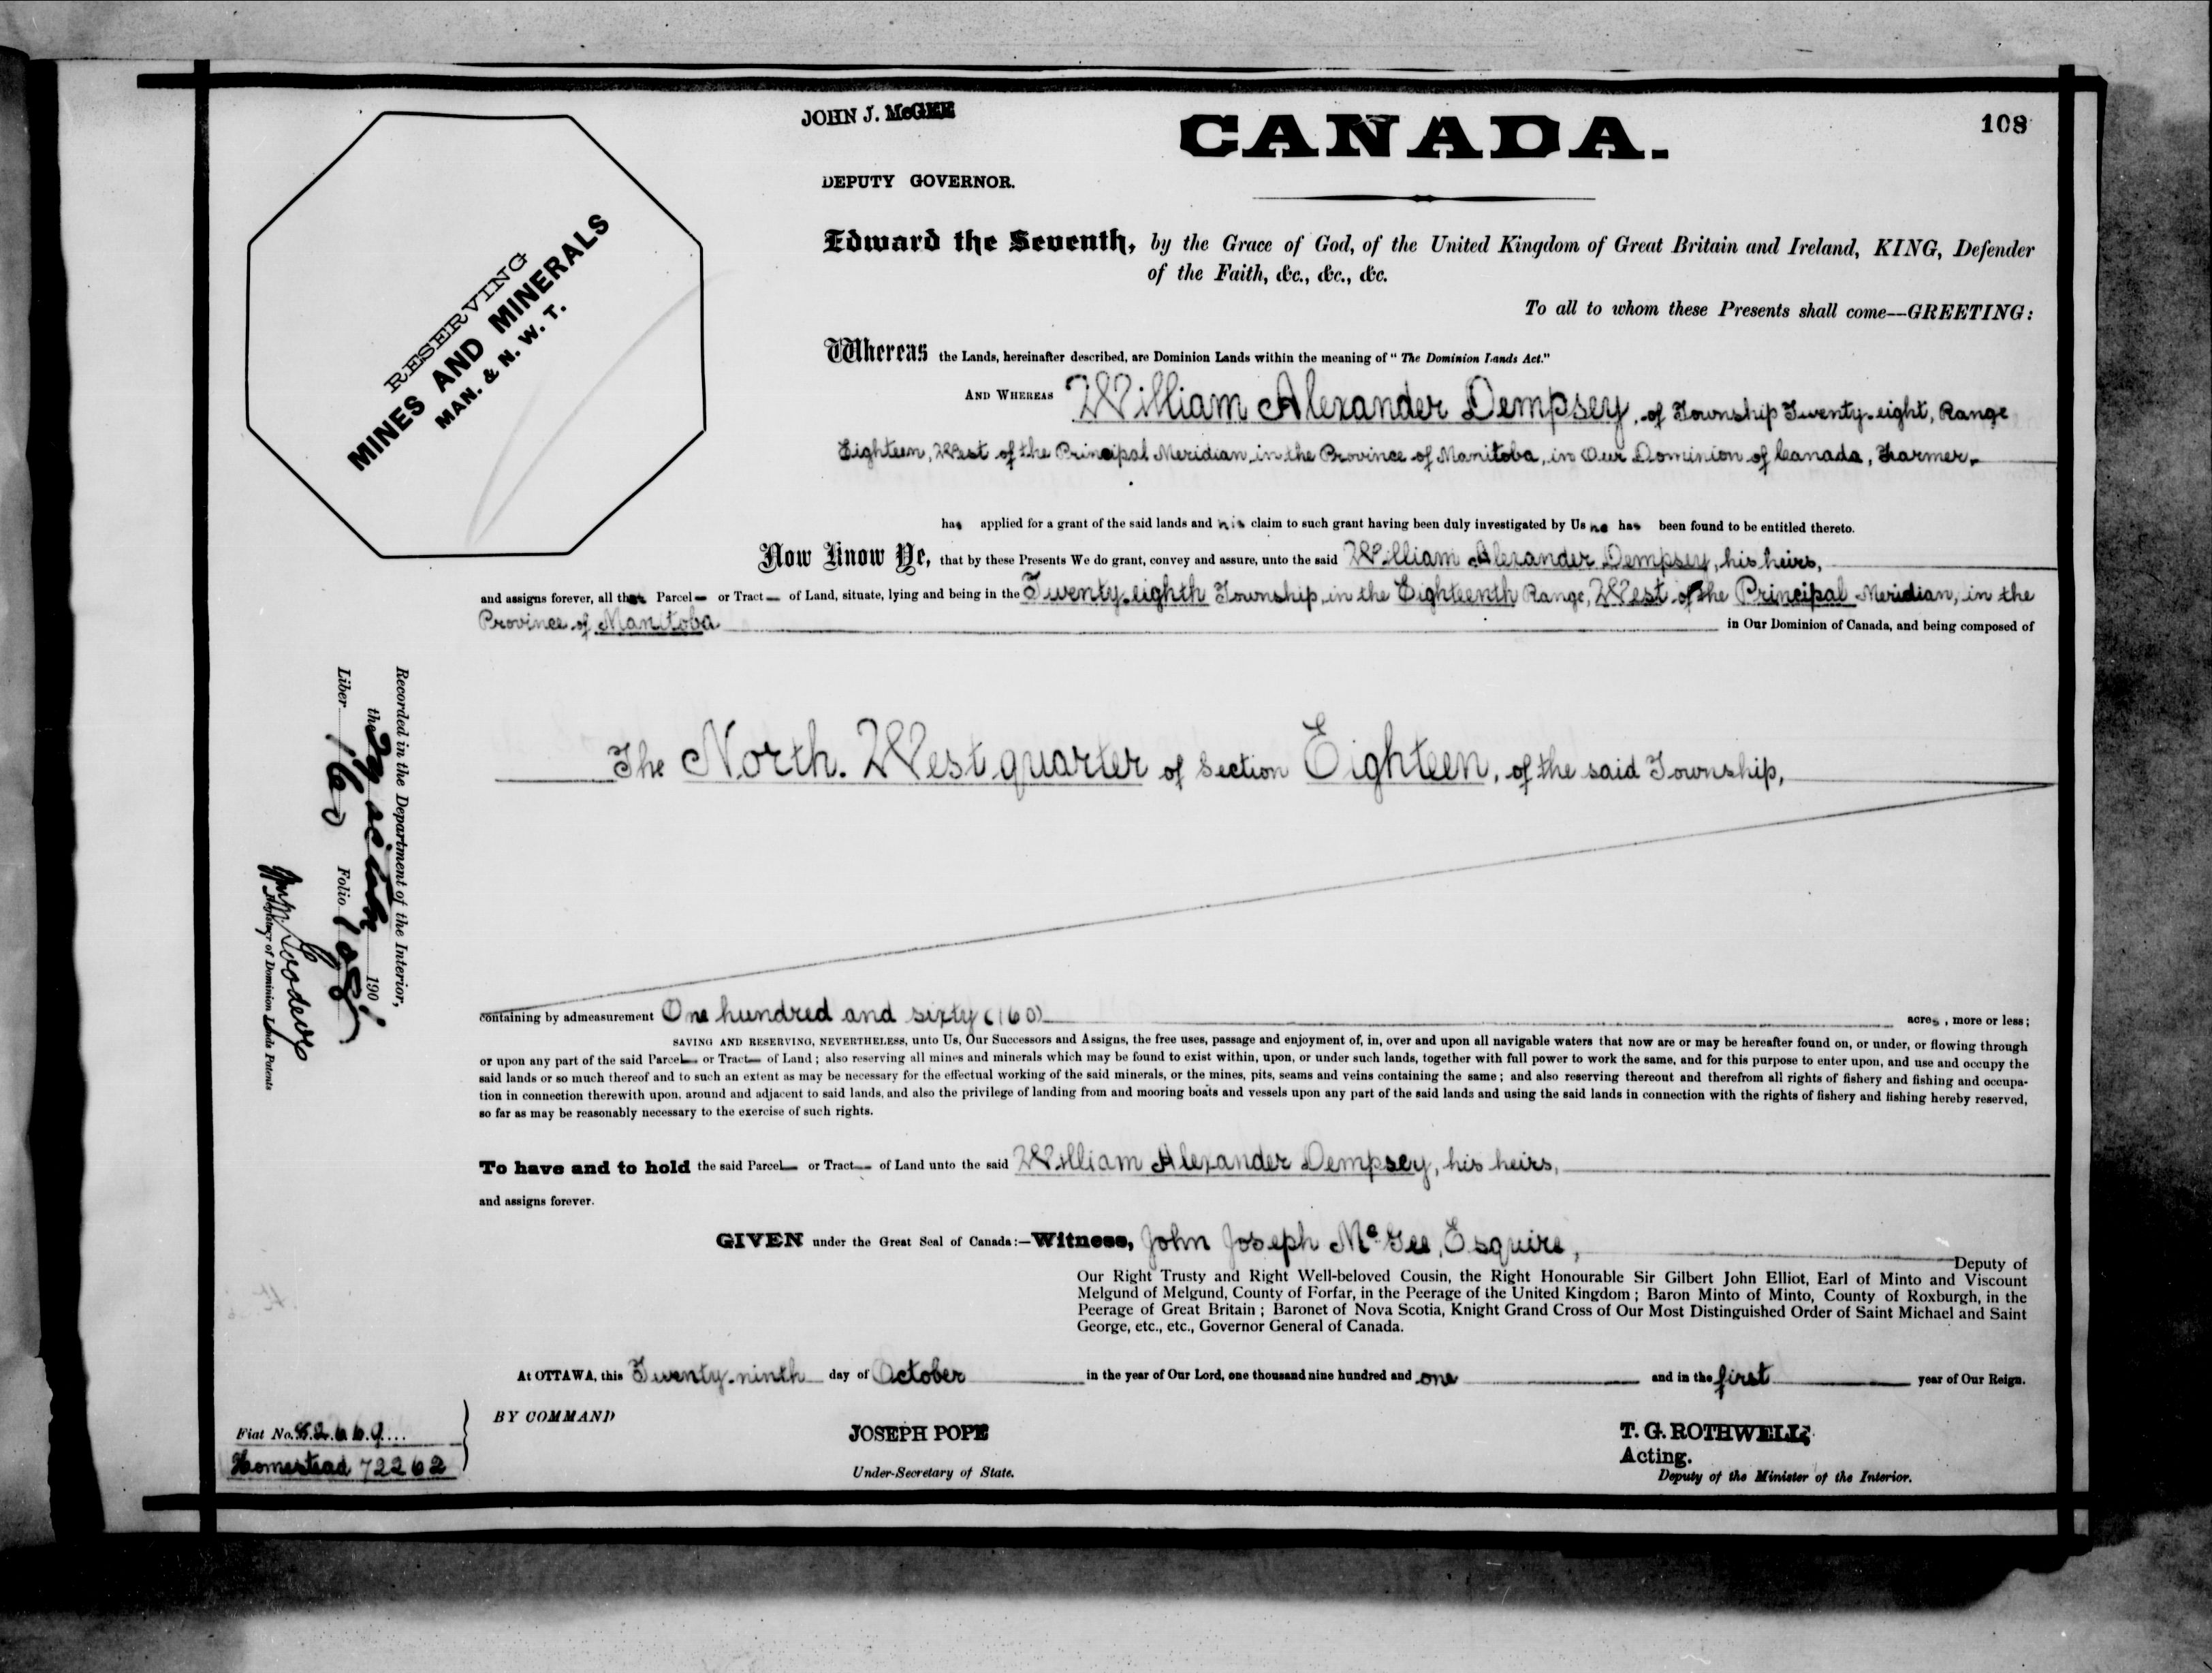 JOHN J. McGEE
CANADA.
108
DEPUTY GOVERNOR.
RESERVING
MINES AND MINERALS
MAN. & N. W. T.
Edward the Seventh, by the Grace of God, of the United Kingdom of Great Britain and Ireland, KING, Defender
of the Faith, &c., &c., &c.
To all to whom these Presents shall come—GREETING:
Whereas the Lands, hereinafter described, are Dominion Lands within the meaning of "The Dominion Lands Act."
AND WHEREAS William Alexander Dempsey, of Township Twenty-eight, Range
Eighteen, West of the Principal Meridian, in the Province of Manitoba, in Our Dominion of Canada, Farmer,
has applied for a grant of the said lands and his claim to such grant having been duly investigated by Us he has been found to be entitled thereto.
Now Know Ye, that by these Presents We do grant, convey and assure, unto the said William Alexander Dempsey, his heirs,
and assigns forever, all that Parcel or Tract of Land, situate, lying and being in the Twenty-eighth Township, in the Eighteenth Range, West of the Principal Meridian, in the
Province of Manitoba in Our Dominion of Canada, and being composed of
The North-West quarter of Section Eighteen, of the said Township,
Recorded in the Department of the Interior,
the 29 190 1
Liber 160 Folio 108
Registrar of Dominion Lands Patents
containing by admeasurement One hundred and sixty (160) acres, more or less;
SAVING AND RESERVING, NEVERTHELESS, unto Us, Our Successors and Assigns, the free uses, passage and enjoyment of, in, over and upon all navigable waters that now are or may be hereafter found on, or under, or flowing through
or upon any part of the said Parcel or Tract of Land; also reserving all mines and minerals which may be found to exist within, upon, or under such lands, together with full power to work the same, and for this purpose to enter upon, and use and occupy the
said lands or so much thereof and to such an extent as may be necessary for the effectual working of the said minerals, or the mines, pits, seams and veins containing the same; and also reserving thereout and therefrom all rights of fishery and fishing and occupa-
tion in connection therewith upon, around and adjacent to said lands, and also the privilege of landing from and mooring boats and vessels upon any part of the said lands and using the said lands in connection with the rights of fishery and fishing hereby reserved,
so far as may be reasonably necessary to the exercise of such rights.
To have and to hold the said Parcel or Tract of Land unto the said William Alexander Dempsey, his heirs,
and assigns forever.
GIVEN under the Great Seal of Canada:—Witness, John Joseph McGee, Esquire, Deputy of
Our Right Trusty and Right Well-beloved Cousin, the Right Honourable Sir Gilbert John Elliot, Earl of Minto and Viscount
Melgund of Melgund, County of Forfar, in the Peerage of the United Kingdom; Baron Minto of Minto, County of Roxburgh, in the
Peerage of Great Britain; Baronet of Nova Scotia, Knight Grand Cross of Our Most Distinguished Order of Saint Michael and Saint
George, etc., etc., Governor General of Canada.
At OTTAWA, this Twenty-ninth day of October in the year of Our Lord, one thousand nine hundred and one and in the first year of Our Reign.
BY COMMAND
Fiat No.
Homestead 72262
JOSEPH POPE
Under-Secretary of State.
T. G. ROTHWELL,
Acting.
Deputy of the Minister of the Interior.